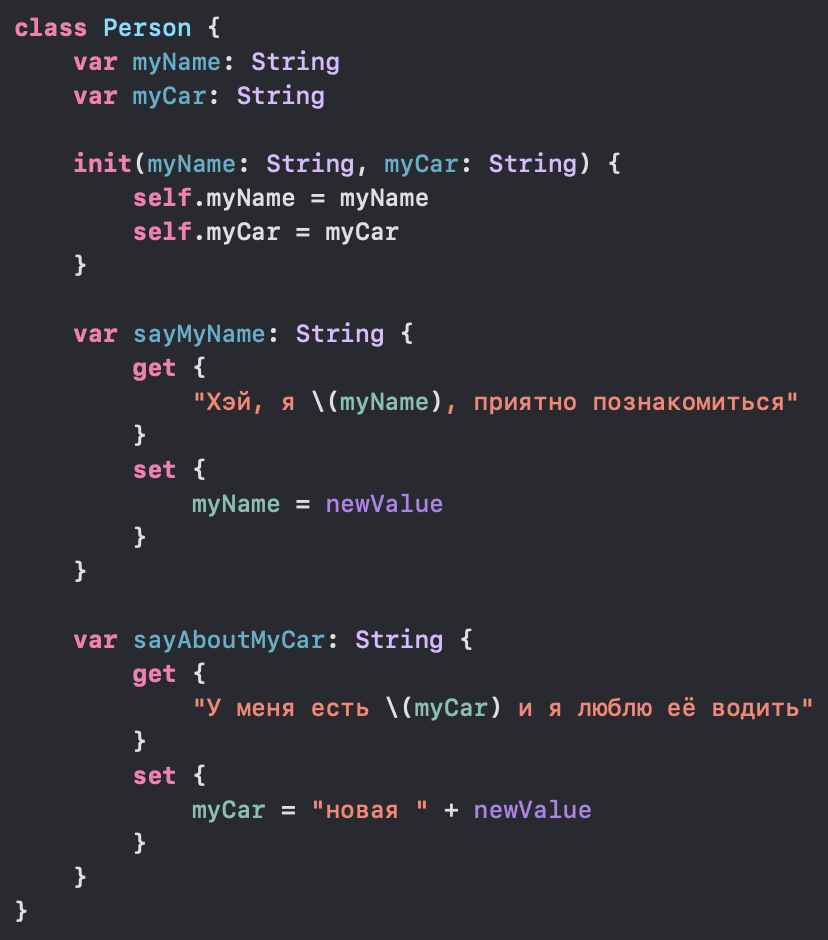 class Person {
    var myName: String
    var myCar: String

    init(myName: String, myCar: String) {
        self.myName = myName
        self.myCar = myCar
    }

    var sayMyName: String {
        get {
            "Хэй, я \(myName), приятно познакомиться"
        }
        set {
            myName = newValue
        }
    }

    var sayAboutMyCar: String {
        get {
            "У меня есть \(myCar) и я люблю её водить"
        }
        set {
            myCar = "новая " + newValue
        }
    }
}